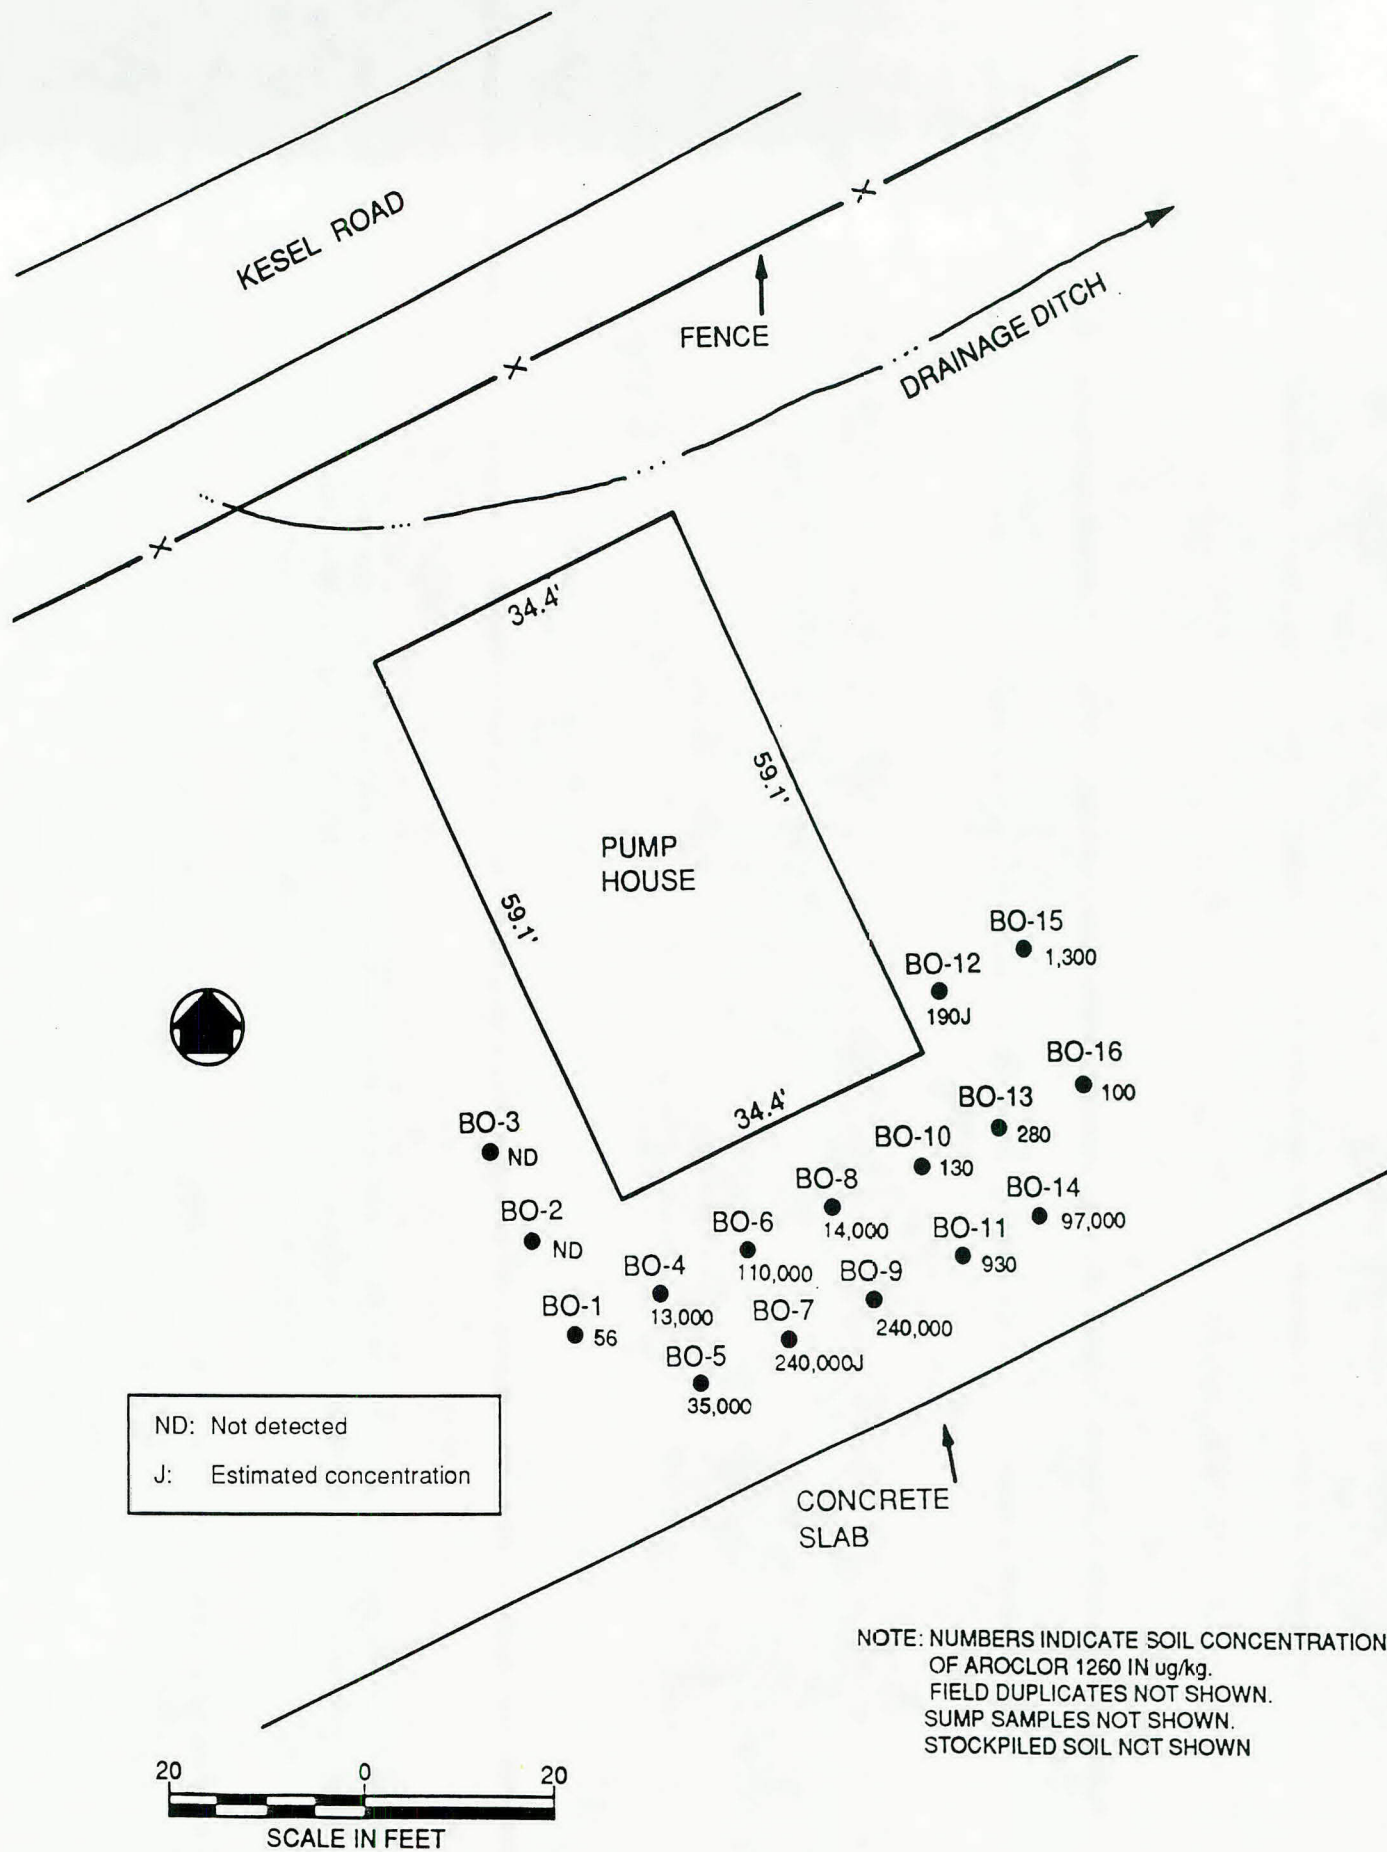 KESEL ROAD
FENCE
DRAINAGE DITCH
34.4'
59.1'
PUMP
HOUSE
59.1'
34.4'
BO-15
1,300
BO-12
190J
BO-16
100
BO-13
280
BO-10
130
BO-14
97,000
BO-3
ND
BO-8
14,000
BO-2
ND
BO-6
110,000
BO-11
930
BO-4
13,000
BO-9
240,000
BO-1
56
BO-7
240,000J
BO-5
35,000
ND: Not detected
J: Estimated concentration
CONCRETE
SLAB
NOTE: NUMBERS INDICATE SOIL CONCENTRATION
OF AROCLOR 1260 IN ug/kg.
FIELD DUPLICATES NOT SHOWN.
SUMP SAMPLES NOT SHOWN.
STOCKPILED SOIL NOT SHOWN
20 0 20
SCALE IN FEET